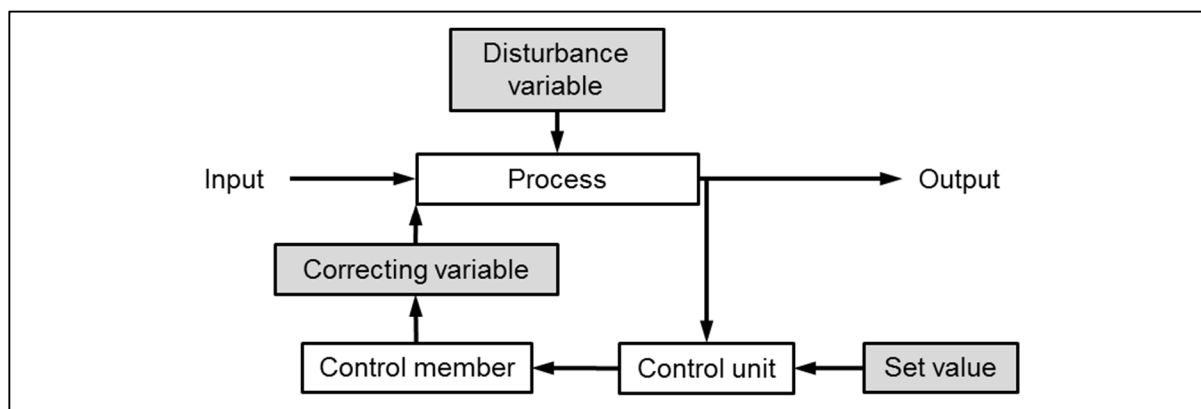 Disturbance
variable
Input
Process
Output
Correcting variable
Control member
Control unit
Set value